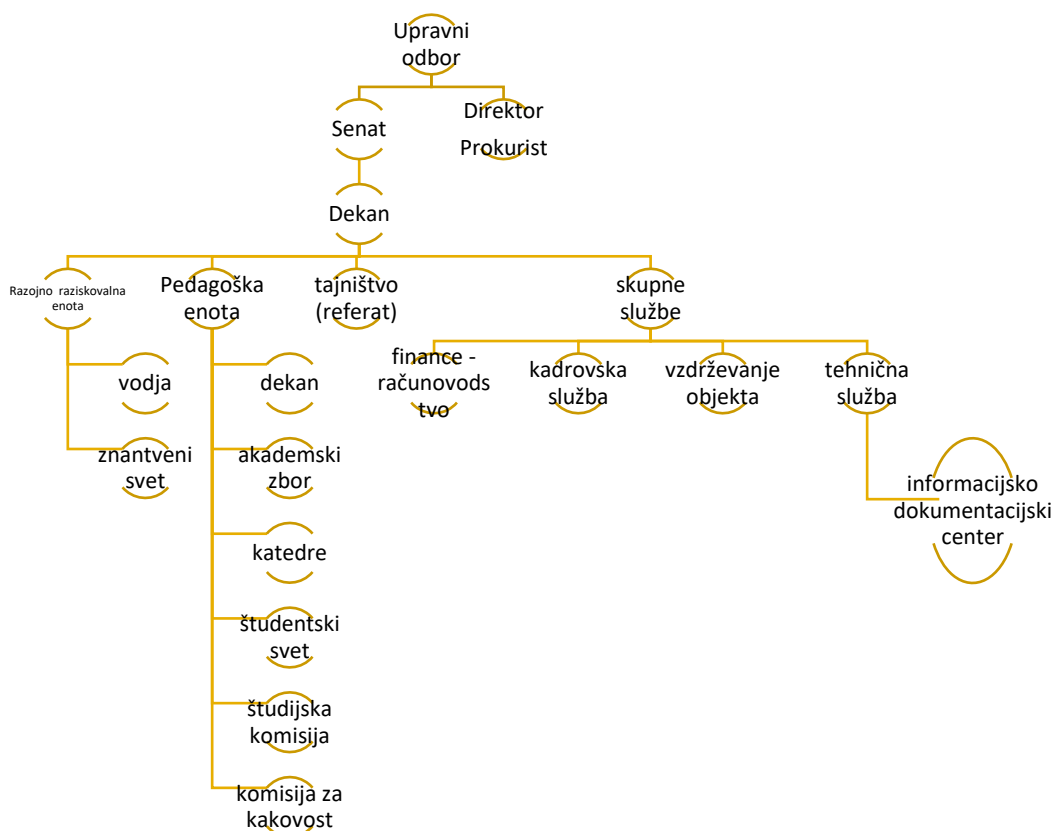 Upravni
odbor
Senat
Direktor
Prokurist
Dekan
Razojno raziskovalna
enota
Pedagoška
enota
tajništvo
(referat)
skupne
službe
vodja
znantveni
svet
dekan
akademski
zbor
katedre
študentski
svet
študijska
komisija
komisija za
kakovost
finance -
računovods
tvo
kadrovska
služba
vzdrževanje
objekta
tehnična
služba
informacijsko
dokumentacijski
center